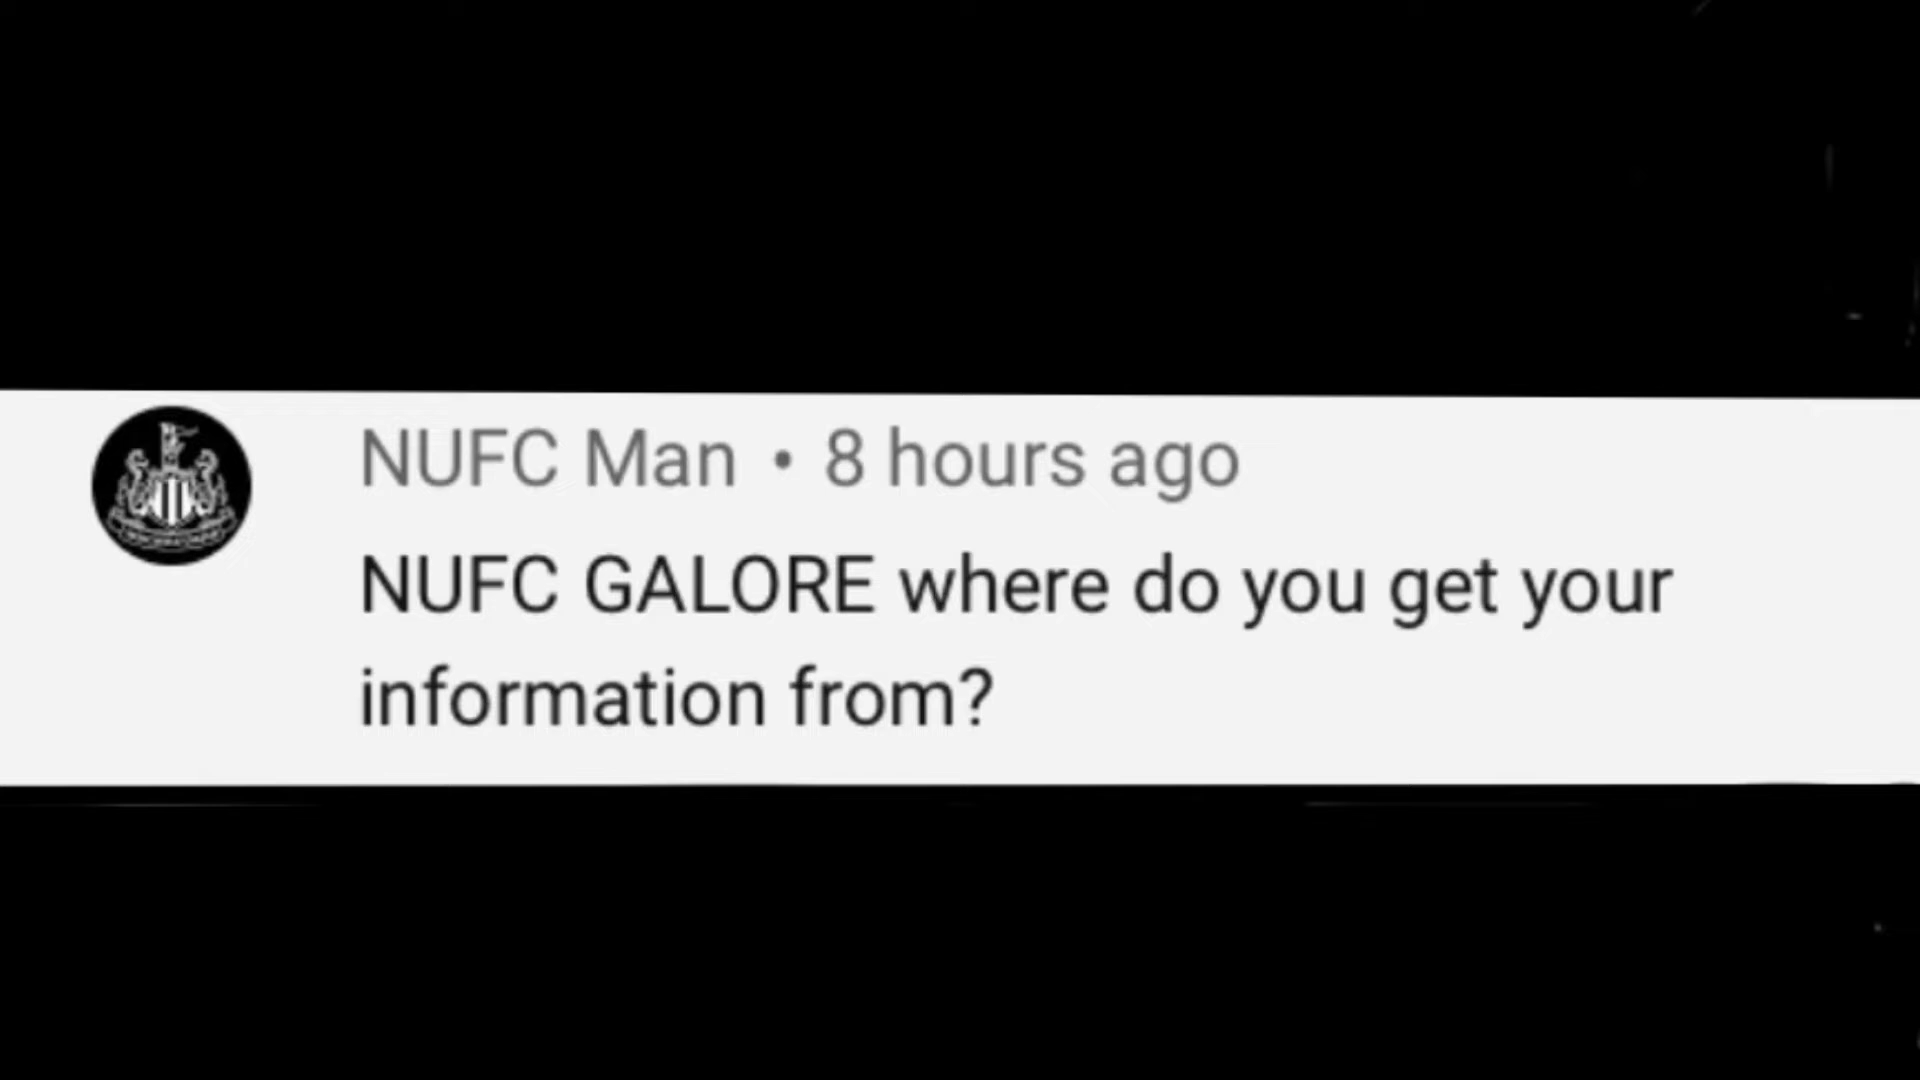 NUFC Man • 8 hours ago
NUFC GALORE where do you get your
information from?